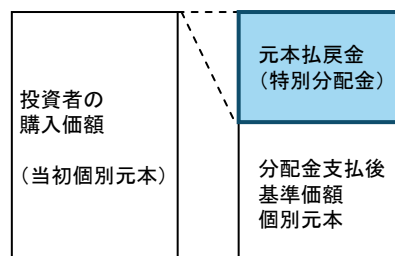 投資者の
購入価額
（当初個別元本）
元本払戻金
（特別分配金）
分配金支払後
基準価額
個別元本